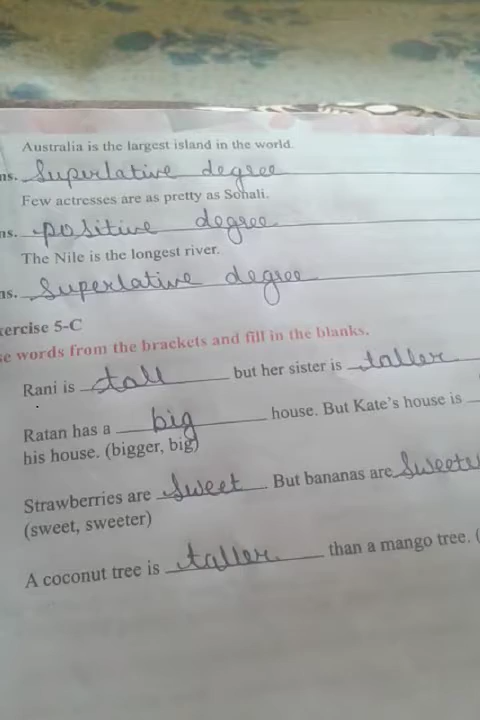 Australia is the largest island in the world.
ns. Superlative degree
Few actresses are as pretty as Sohali.
ns. positive degree
The Nile is the longest river.
ns. Superlative degree
xercise 5-C
se words from the brackets and fill in the blanks.
Rani is tall but her sister is taller
Ratan has a big house. But Kate's house is
his house. (bigger, big)
Strawberries are sweet But bananas are sweete
(sweet, sweeter)
A coconut tree is taller than a mango tree. (